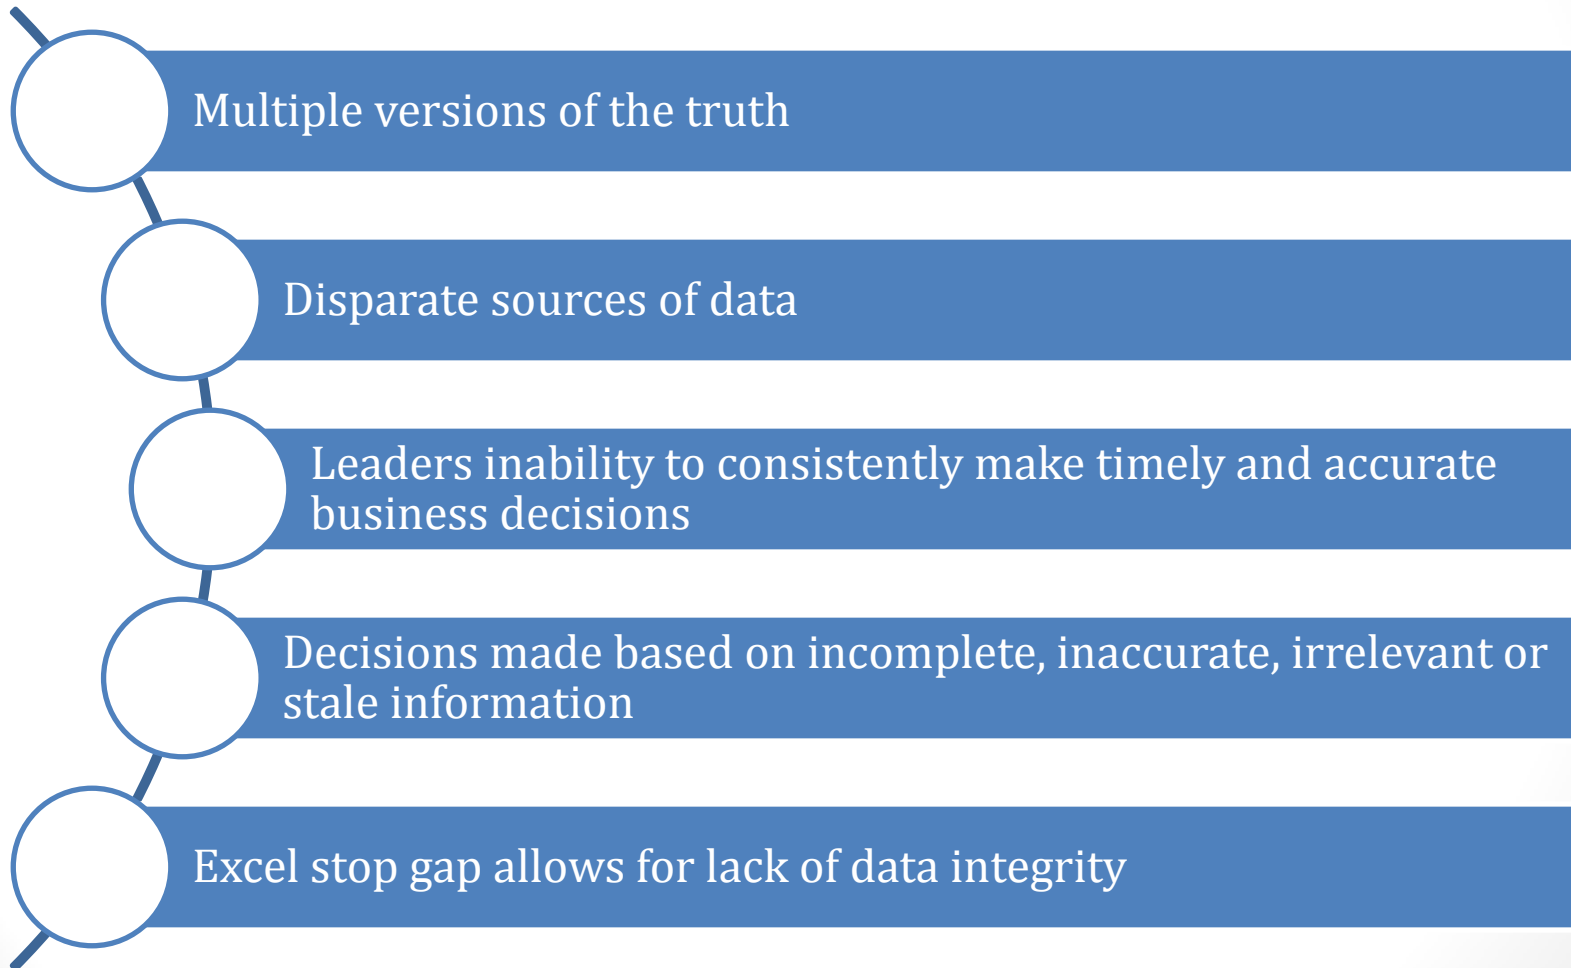 Multiple versions of the truth
Disparate sources of data
Leaders inability to consistently make timely and accurate
business decisions
Decisions made based on incomplete, inaccurate, irrelevant or
stale information
Excel stop gap allows for lack of data integrity